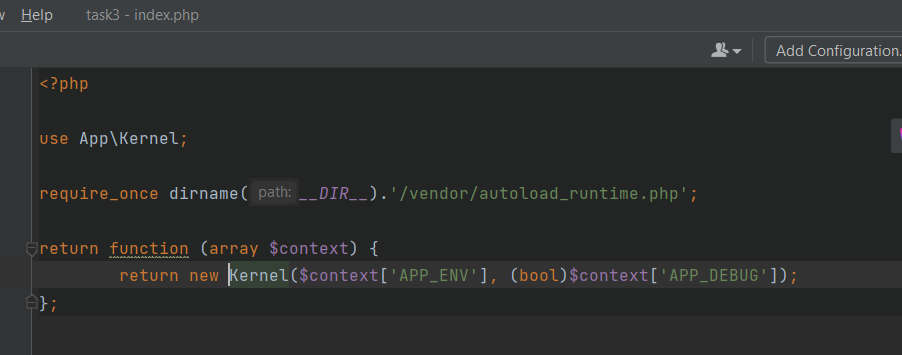 Help task3 - index.php
Add Configuration.
<?php
use App\Kernel;
require_once dirname( path: __DIR__).'/vendor/autoload_runtime.php';
return function (array $context) {
return new Kernel($context['APP_ENV'], (bool)$context['APP_DEBUG']);
};